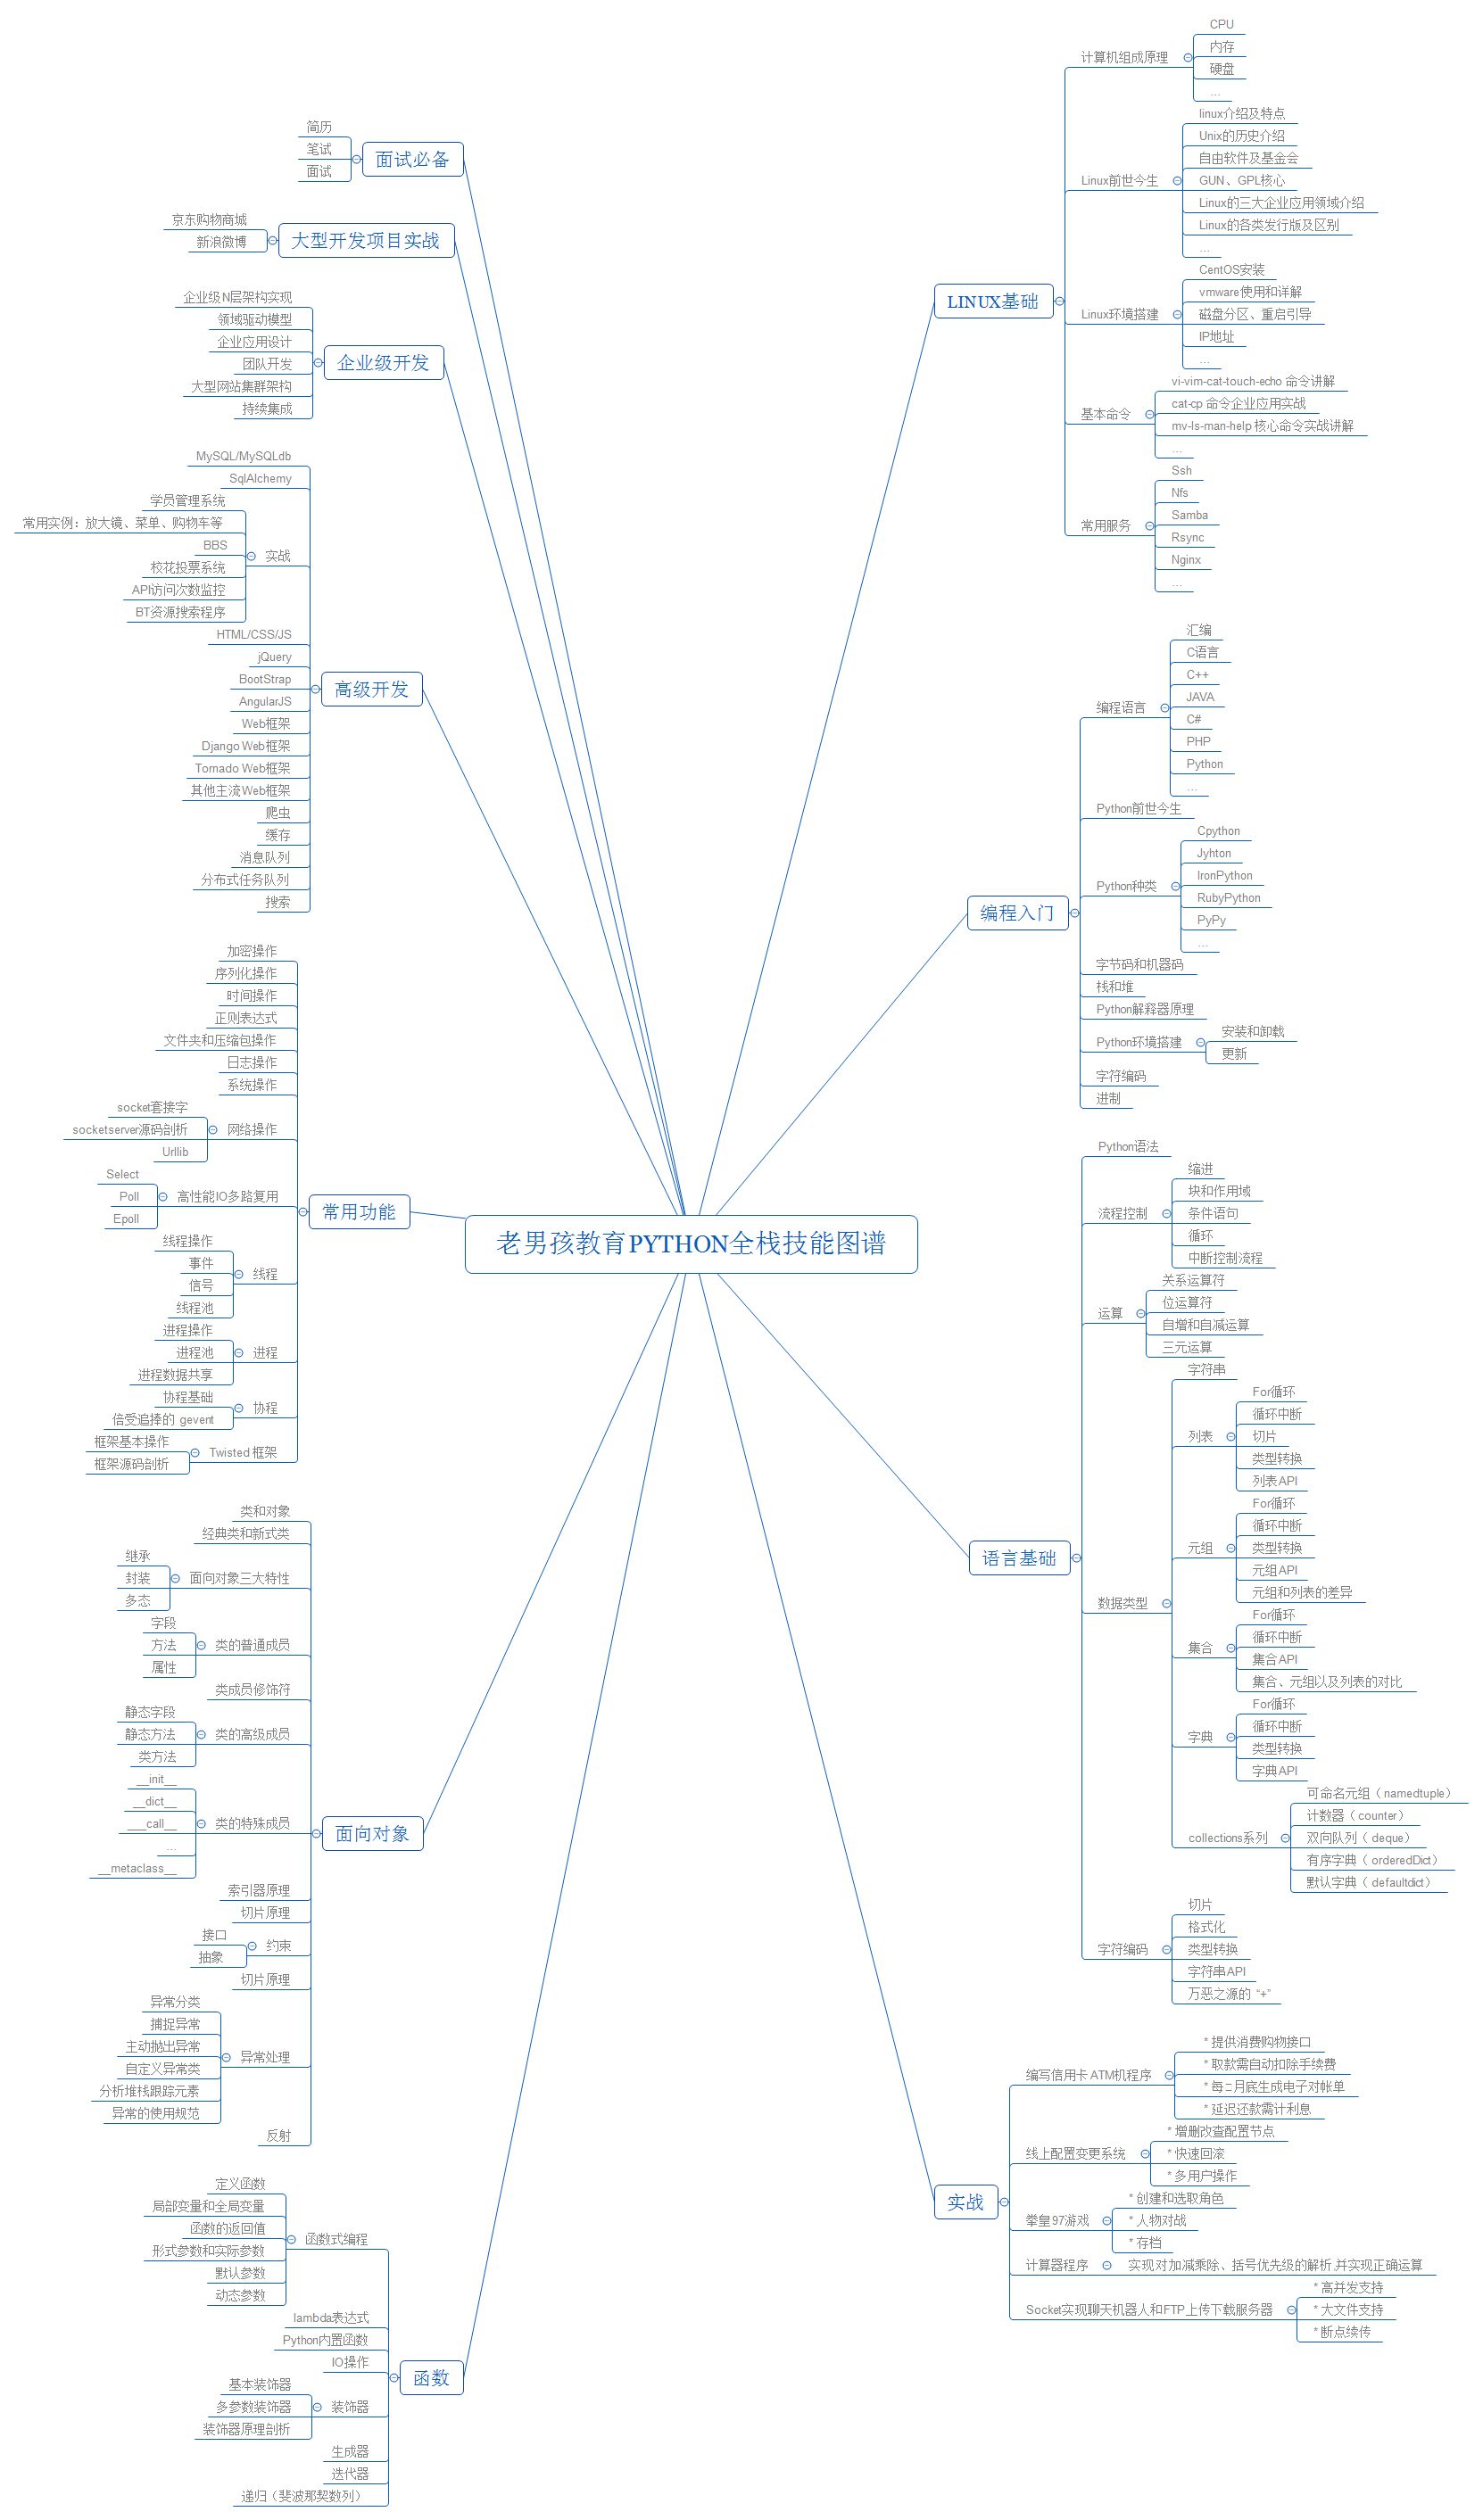 老男孩教育PYTHON全栈技能图谱
LINUX基础
计算机组成原理
CPU
内存
硬盘
...
Linux前世今生
linux介绍及特点
Unix的历史介绍
自由软件及基金会
GUN、GPL核心
Linux的三大企业应用领域介绍
Linux的各类发行版及区别
...
Linux环境搭建
CentOS安装
vmware使用和详解
磁盘分区、重启引导
IP地址
...
基本命令
vi-vim-cat-touch-echo 命令讲解
cat-cp 命令企业应用实战
mv-ls-man-help 核心命令实战讲解
...
常用服务
Ssh
Nfs
Samba
Rsync
Nginx
...
编程入门
编程语言
汇编
C语言
C++
JAVA
C#
PHP
Python
...
Python前世今生
Python种类
Cpython
Jyhton
IronPython
RubyPython
PyPy
...
字节码和机器码
栈和堆
Python解释器原理
Python环境搭建
安装和卸载
更新
字符编码
进制
语言基础
Python语法
流程控制
缩进
块和作用域
条件语句
循环
中断控制流程
运算
关系运算符
位运算符
自增和自减运算
三元运算
数据类型
字符串
列表
For循环
循环中断
切片
类型转换
列表API
元组
For循环
循环中断
类型转换
元组API
元组和列表的差异
集合
For循环
循环中断
集合API
集合、元组以及列表的对比
字典
For循环
循环中断
类型转换
字典API
collections系列
可命名元组（namedtuple）
计数器（counter）
双向队列（ deque）
有序字典（ orderedDict）
默认字典（ defaultdict）
字符编码
切片
格式化
类型转换
字符串API
万恶之源的 “+”
实战
编写信用卡ATM机程序
* 提供消费购物接口
* 取款需自动扣除手续费
* 每□月底生成电子对帐单
* 延迟还款需计利息
线上配置变更系统
* 增删改查配置节点
* 快速回滚
* 多用户操作
拳皇97游戏
* 创建和选取角色
* 人物对战
* 存档
计算器程序
实现对加减乘除、括号优先级的解析,并实现正确运算
Socket实现聊天机器人和FTP上传下载服务器
* 高并发支持
* 大文件支持
* 断点续传
面试必备
简历
笔试
面试
大型开发项目实战
京东购物商城
新浪微博
企业级开发
企业级N层架构实现
领域驱动模型
企业应用设计
团队开发
大型网站集群架构
持续集成
高级开发
MySQL/MySQLdb
SqlAlchemy
实战
学员管理系统
常用实例：放大镜、菜单、购物车等
BBS
校花投票系统
API访问次数监控
BT资源搜索程序
HTML/CSS/JS
jQuery
BootStrap
AngularJS
Web框架
Django Web框架
Tornado Web框架
其他主流Web框架
爬虫
缓存
消息队列
分布式任务队列
搜索
常用功能
加密操作
序列化操作
时间操作
正则表达式
文件夹和压缩包操作
日志操作
系统操作
网络操作
socket套接字
socketserver源码剖析
Urllib
高性能IO多路复用
Select
Poll
Epoll
线程
线程操作
事件
信号
线程池
进程
进程操作
进程池
进程数据共享
协程
协程基础
倍受追捧的 gevent
Twisted 框架
框架基本操作
框架源码剖析
面向对象
类和对象
经典类和新式类
面向对象三大特性
继承
封装
多态
类的普通成员
字段
方法
属性
类成员修饰符
类的高级成员
静态字段
静态方法
类方法
类的特殊成员
__init__
__dict__
___call__
...
__metaclass__
索引器原理
切片原理
约束
接口
抽象
切片原理
异常处理
异常分类
捕捉异常
主动抛出异常
自定义异常类
分析堆栈跟踪元素
异常的使用规范
反射
函数
函数式编程
定义函数
局部变量和全局变量
函数的返回值
形式参数和实际参数
默认参数
动态参数
lambda表达式
Python内置函数
IO操作
装饰器
基本装饰器
多参数装饰器
装饰器原理剖析
生成器
迭代器
递归（斐波那契数列）